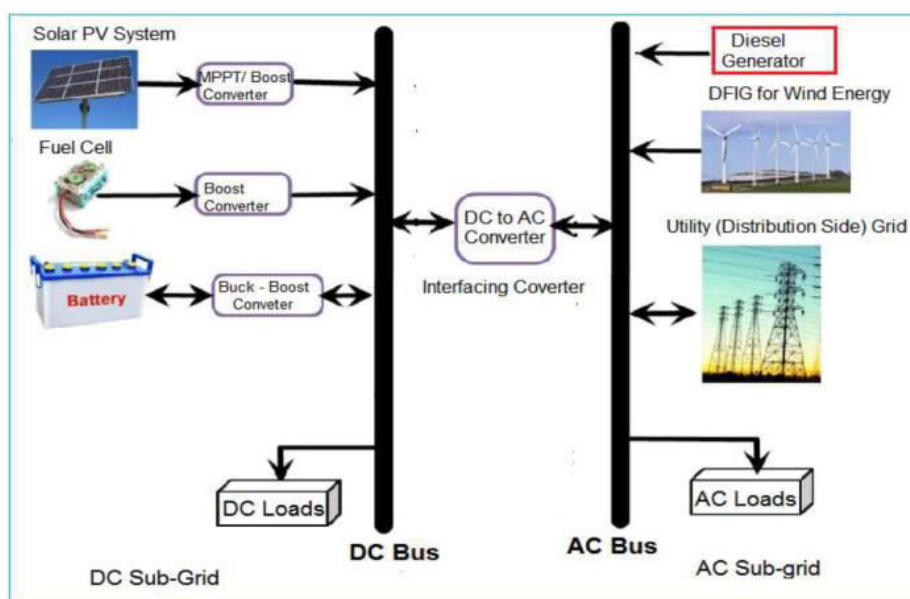 Solar PV System
MPPT/ Boost
Converter
Fuel Cell
Boost
Converter
Battery
Buck - Boost
Conveter
DC Loads
DC Bus
DC Sub-Grid
DC to AC
Converter
Interfacing Coverter
Diesel
Generator
DFIG for Wind Energy
Utility (Distribution Side) Grid
AC Loads
AC Bus
AC Sub-grid